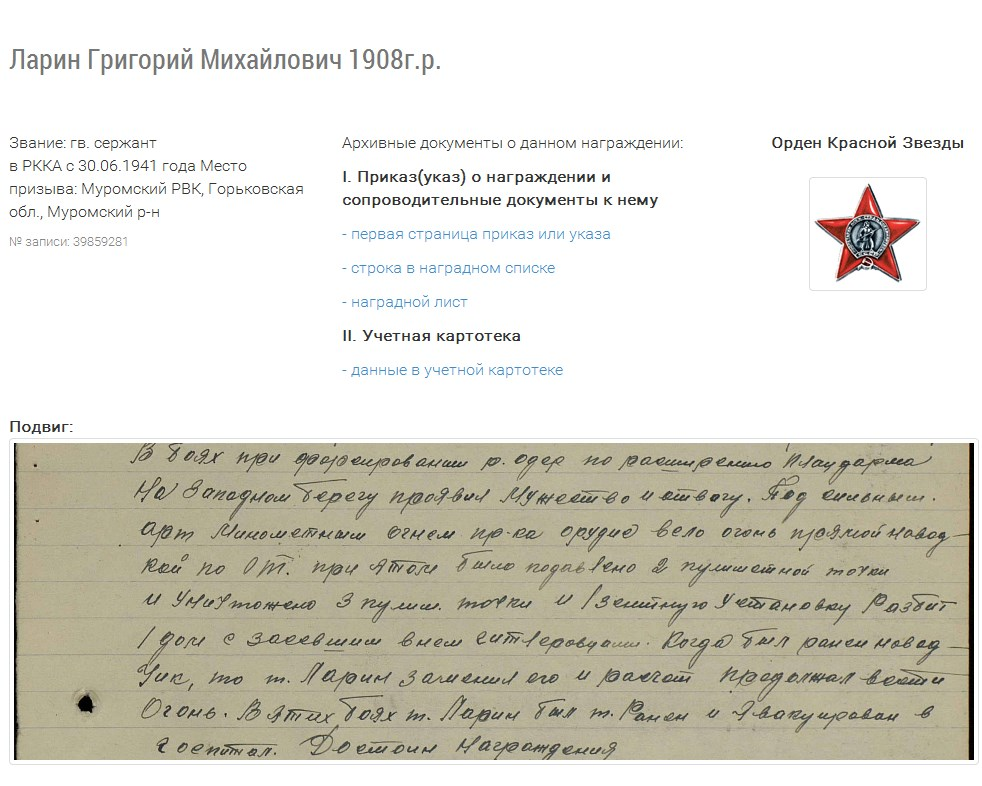 Ларин Григорий Михайлович 1908г.р.
Звание: гв. сержант
в РККА с 30.06.1941 года Место
призыва: Муромский РВК, Горьковская
обл., Муромский р-н
№ записи: 39859281
Архивные документы о данном награждении:
I. Приказ(указ) о награждении и
сопроводительные документы к нему
- первая страница приказ или указа
- строка в наградном списке
- наградной лист
II. Учетная картотека
- данные в учетной картотеке
Орден Красной Звезды
Подвиг:
В боях при форсировании р. одер по расширению плацдарма
На Западном берегу проявил Мужество и отвагу. Под сильным.
арт Минометным огнем пр-ка орудие вело огонь прямой навод-
кой по ОТ. при этом было подавлено 2 пулиметной точки
и уничтожено 3 пулим. точки и 1 зенитную Установку Разбит
1 дом с засевшим внем гитлеровцами. Когда был ранен навод-
чик, то т. Ларин заменил его и расчет продолжал вести
Огонь. В этих боях т. Ларин был т. Ранен и эвакуирован в
госпитал. Достоин Награждения